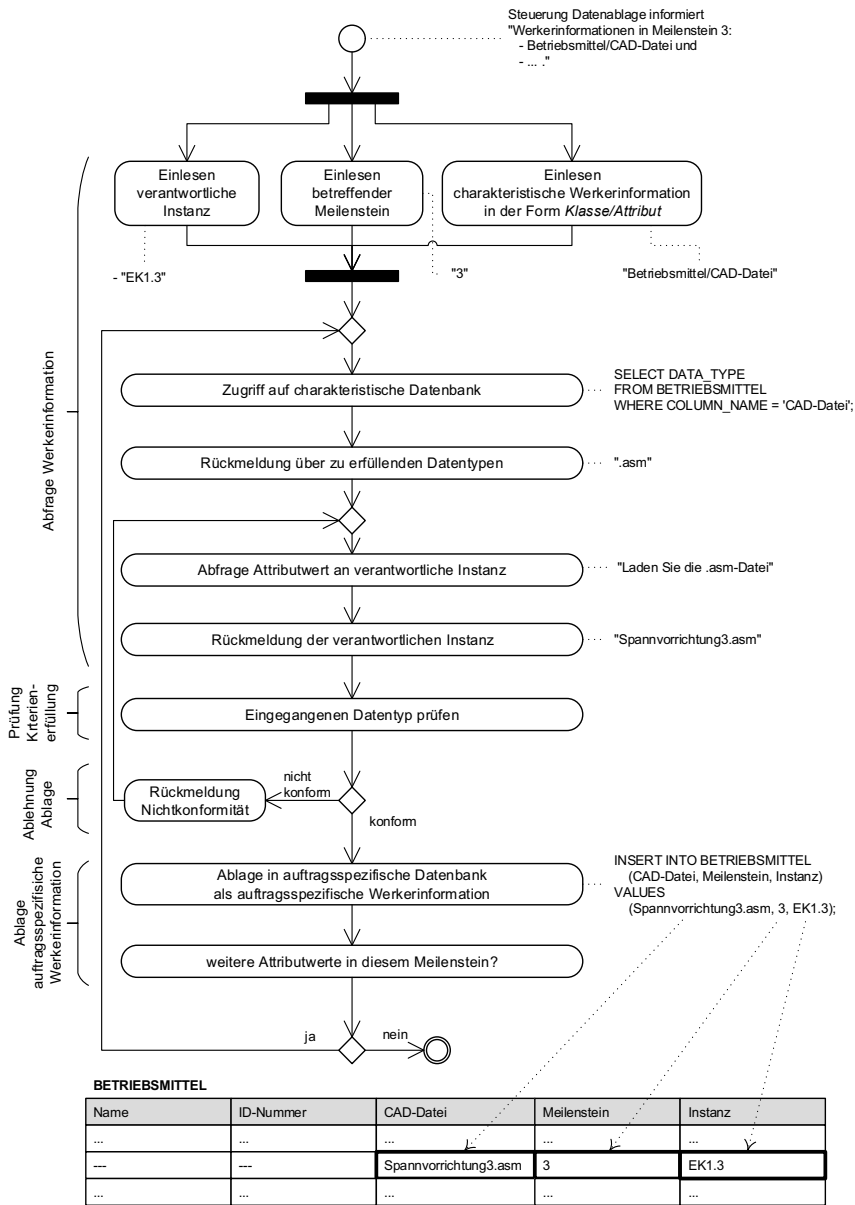 Steuerung Datenablage informiert
"Werkerinformationen in Meilenstein 3:
- Betriebsmittel/CAD-Datei und
- ... ."
Einlesen
verantwortliche
Instanz
Einlesen
betreffender
Meilenstein
Einlesen
charakteristische Werkerinformation
in der Form Klasse/Attribut
- "EK1.3"
"3"
"Betriebsmittel/CAD-Datei"
Abfrage Werkerinformation
Zugriff auf charakteristische Datenbank
SELECT DATA_TYPE
FROM BETRIEBSMITTEL
WHERE COLUMN_NAME = 'CAD-Datei';
Rückmeldung über zu erfüllenden Datentypen
".asm"
Abfrage Attributwert an verantwortliche Instanz
"Laden Sie die .asm-Datei"
Rückmeldung der verantwortlichen Instanz
"Spannvorrichtung3.asm"
Prüfung
Krterien-
erfüllung
Eingegangenen Datentyp prüfen
Ablehnung
Ablage
Rückmeldung
Nichtkonformität
nicht
konform
konform
Ablage
auftragsspezifisiche
Werkerinformation
Ablage in auftragsspezifische Datenbank
als auftragsspezifische Werkerinformation
INSERT INTO BETRIEBSMITTEL
(CAD-Datei, Meilenstein, Instanz)
VALUES
(Spannvorrichtung3.asm, 3, EK1.3);
weitere Attributwerte in diesem Meilenstein?
ja
nein
BETRIEBSMITTEL
Name ID-Nummer CAD-Datei Meilenstein Instanz
... ... ... ... ...
--- --- Spannvorrichtung3.asm 3 EK1.3
... ... ... ... ...